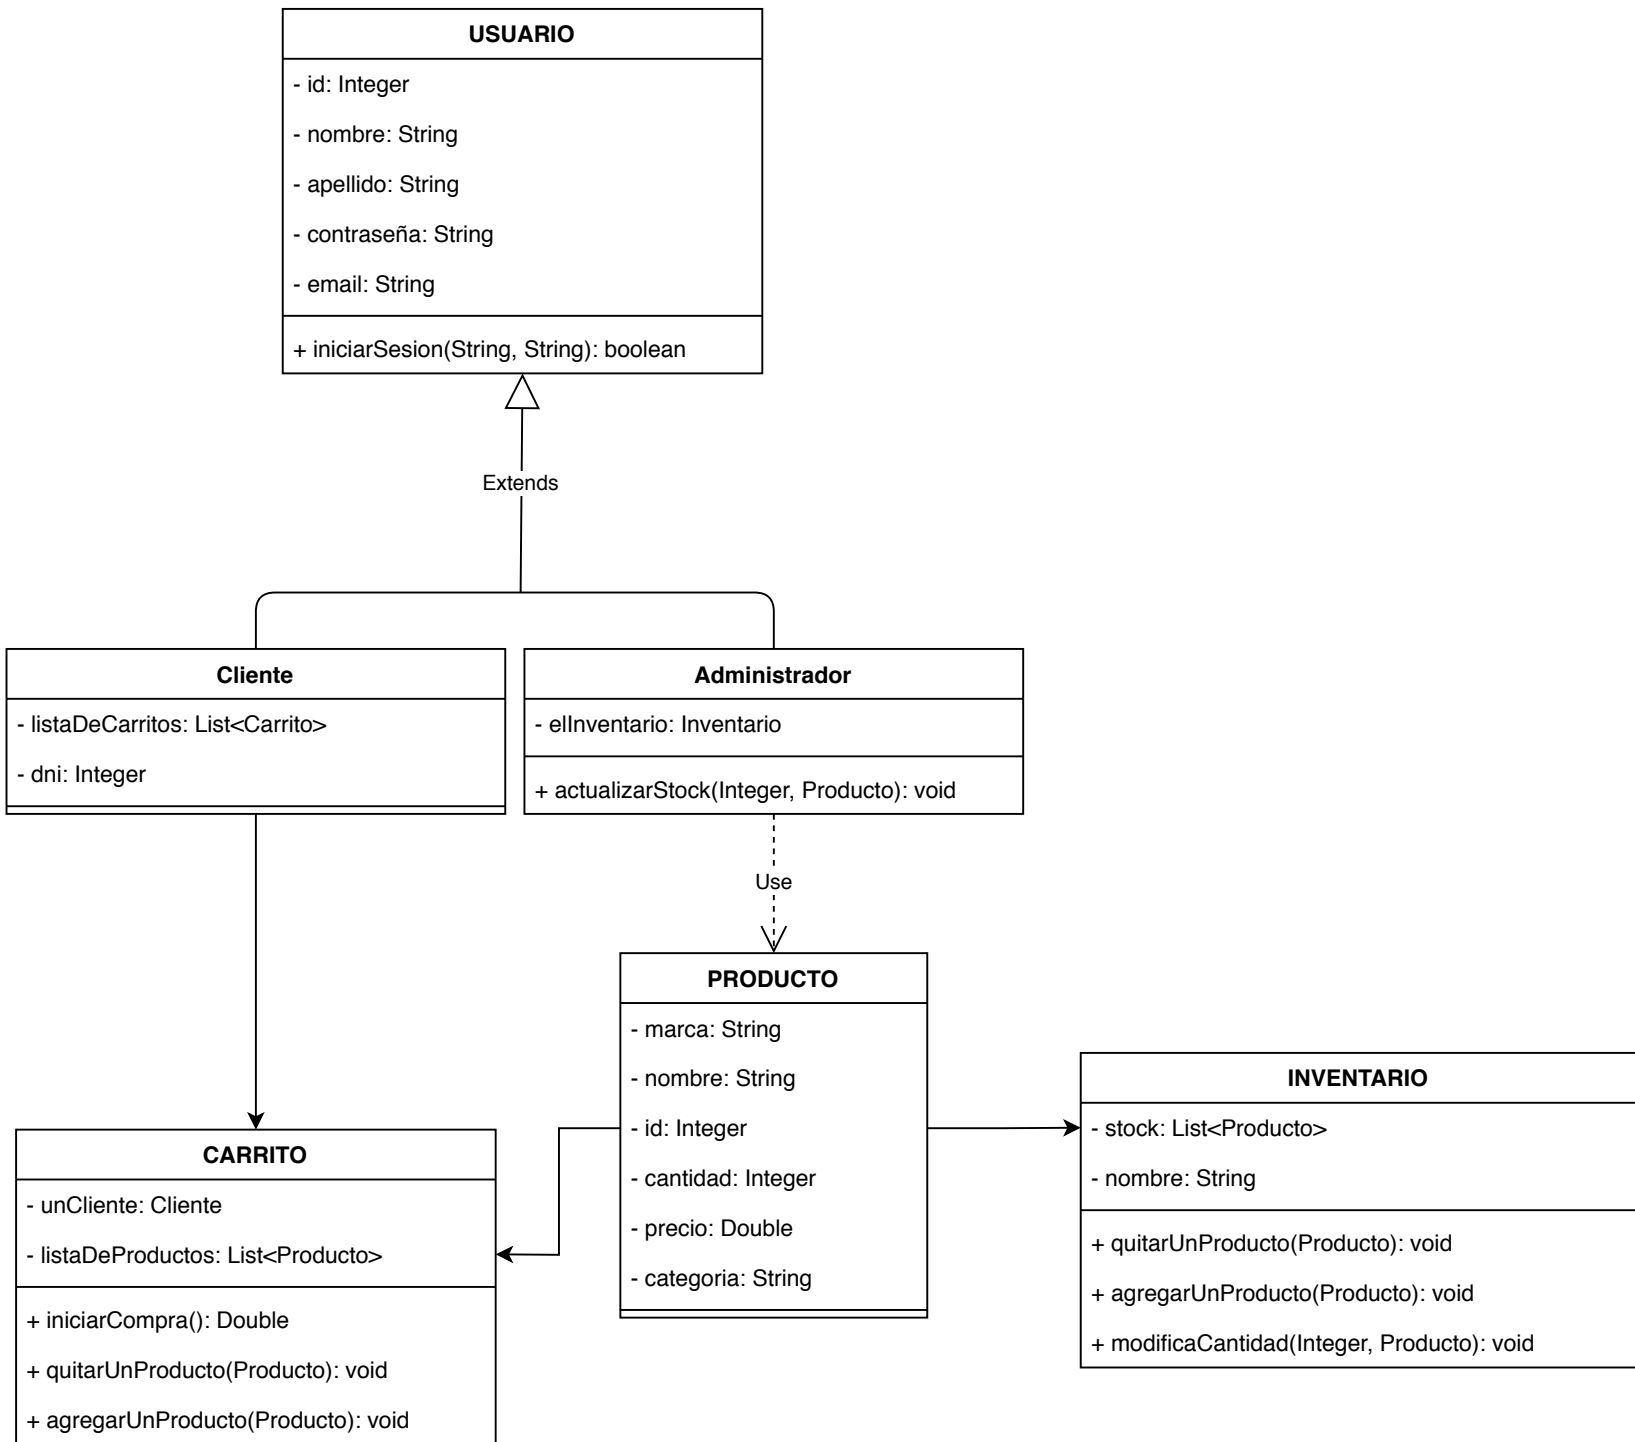 USUARIO
- id: Integer
- nombre: String
- apellido: String
- contraseña: String
- email: String
+ iniciarSesion(String, String): boolean
Extends
Cliente
- listaDeCarritos: List<Carrito>
- dni: Integer
Administrador
- elInventario: Inventario
+ actualizarStock(Integer, Producto): void
Use
PRODUCTO
- marca: String
- nombre: String
- id: Integer
- cantidad: Integer
- precio: Double
- categoria: String
INVENTARIO
- stock: List<Producto>
- nombre: String
+ quitarUnProducto(Producto): void
+ agregarUnProducto(Producto): void
+ modificaCantidad(Integer, Producto): void
CARRITO
- unCliente: Cliente
- listaDeProductos: List<Producto>
+ iniciarCompra(): Double
+ quitarUnProducto(Producto): void
+ agregarUnProducto(Producto): void